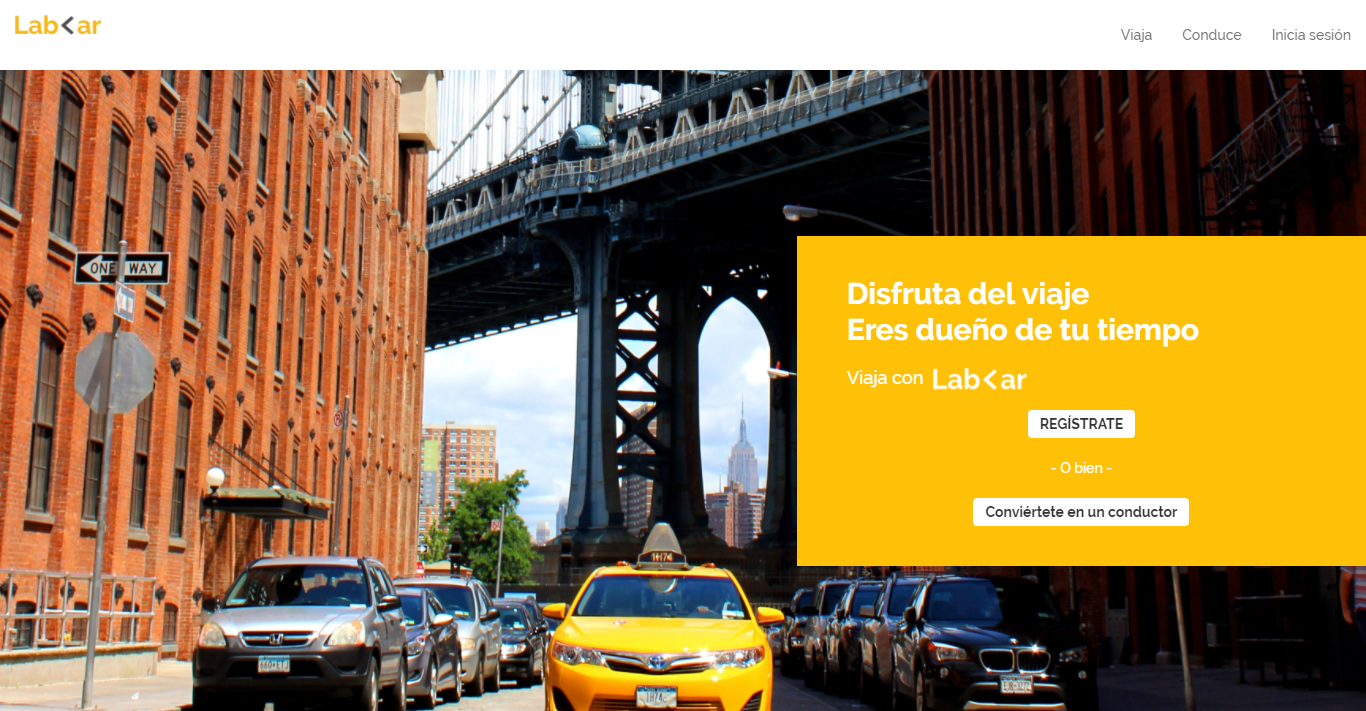 Lab<ar
Viaja Conduce Inicia sesión
ONE WAY
Disfruta del viaje
Eres dueño de tu tiempo
Viaja con Lab<ar
REGÍSTRATE
- O bien -
Conviértete en un conductor
1H74